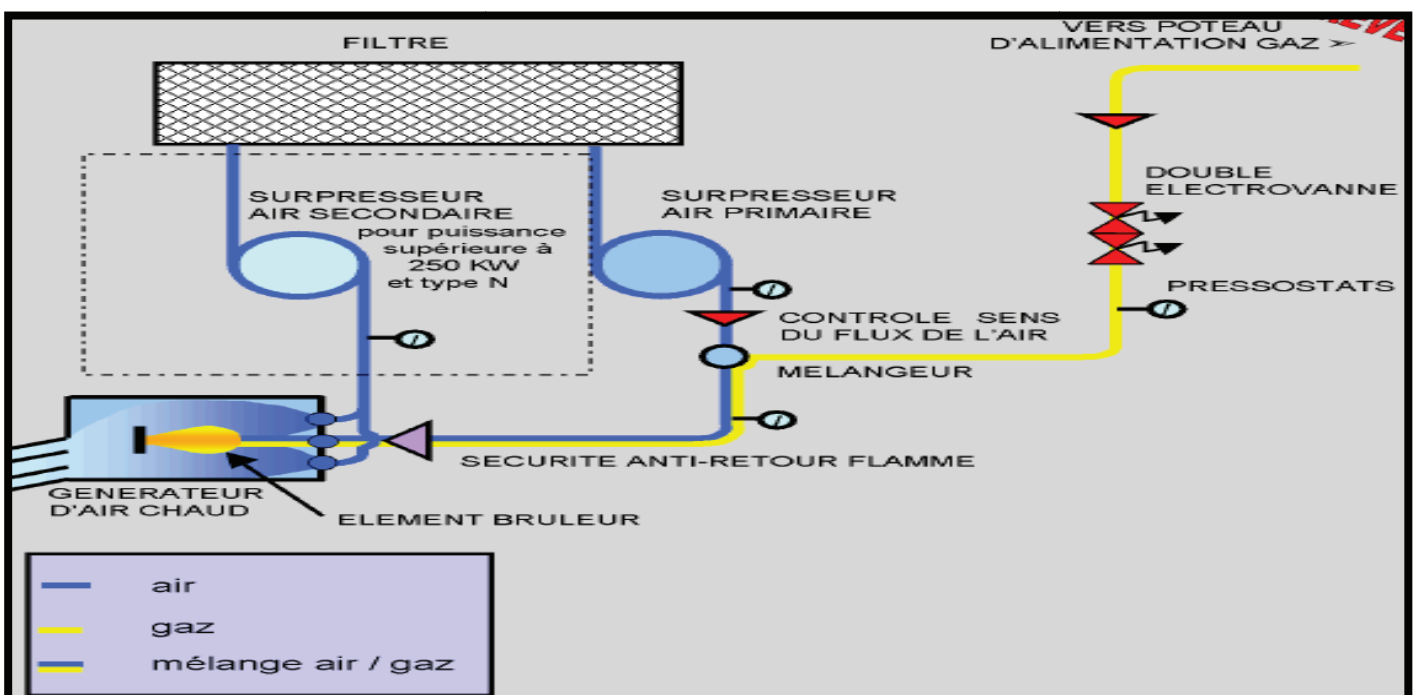 VERS POTEAU
D'ALIMENTATION GAZ
FILTRE
DOUBLE
ELECTROVANNE
SURPRESSEUR
AIR SECONDAIRE
pour puissance
supérieure à
250 KW
et type N
SURPRESSEUR
AIR PRIMAIRE
PRESSOSTATS
CONTROLE SENS
DU FLUX DE L'AIR
MELANGEUR
SECURITE ANTI-RETOUR FLAMME
GENERATEUR
D'AIR CHAUD
ELEMENT BRULEUR
air
gaz
mélange air / gaz